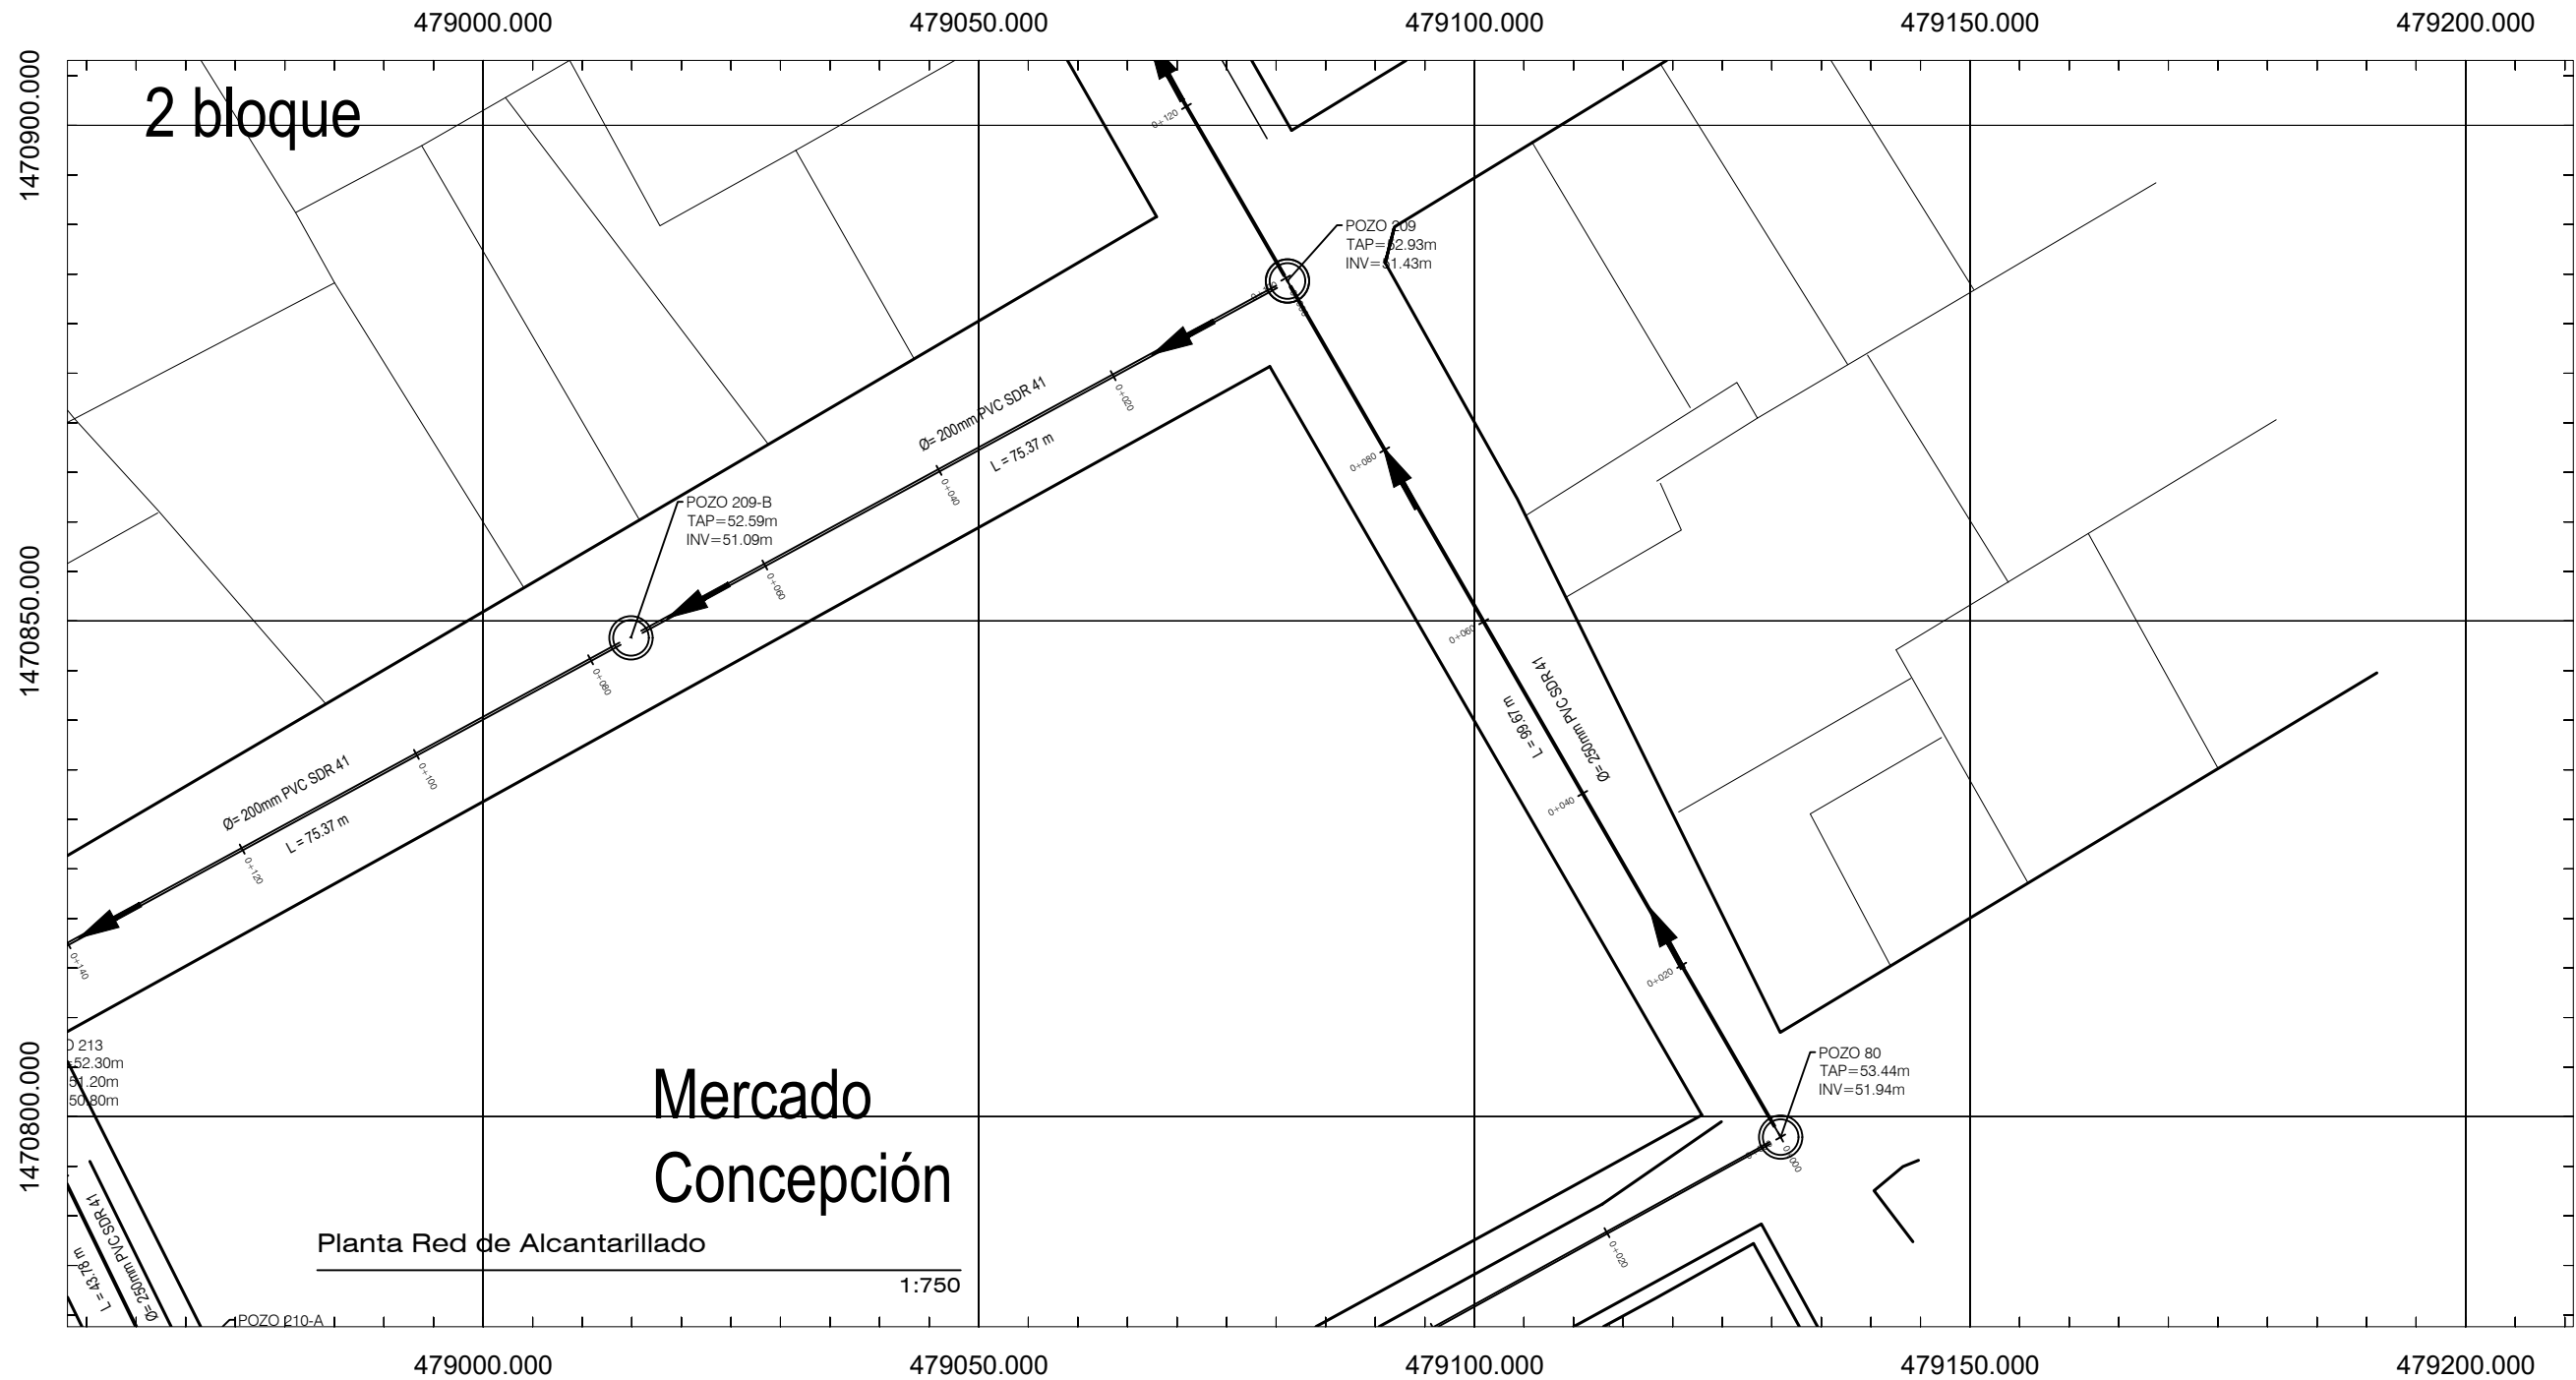 479000.000
479050.000
479100.000
479150.000
479200.000
1470900.000
1470850.000
1470800.000
2 bloque
0+120
POZO 209
TAP=52.93m
INV=51.43m
0+020
Ø= 200mm PVC SDR 41
L = 75.37 m
0+040
0+080
POZO 209-B
TAP=52.59m
INV=51.09m
0+060
0+080
0+060
Ø= 250mm PVC SDR 41
L = 99.67 m
0+100
Ø= 200mm PVC SDR 41
L = 75.37 m
0+040
0+120
0+140
0+020
213
52.30m
51.20m
50.80m
POZO 80
TAP=53.44m
INV=51.94m
0+000
0+020
Mercado
Concepción
Ø= 250mm PVC SDR 41
L = 43.78 m
Planta Red de Alcantarillado
1:750
POZO 210-A
479000.000
479050.000
479100.000
479150.000
479200.000